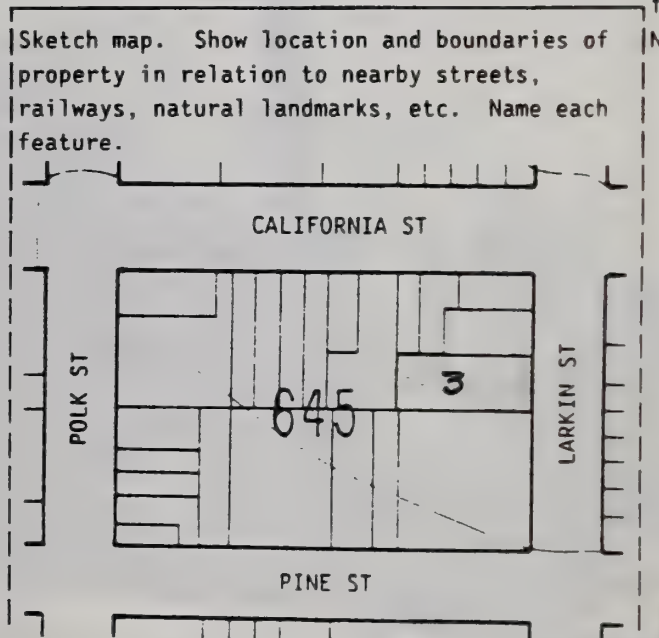 Sketch map. Show location and boundaries of
property in relation to nearby streets,
railways, natural landmarks, etc. Name each
feature.
CALIFORNIA ST
POLK ST
3
645
LARKIN ST
PINE ST